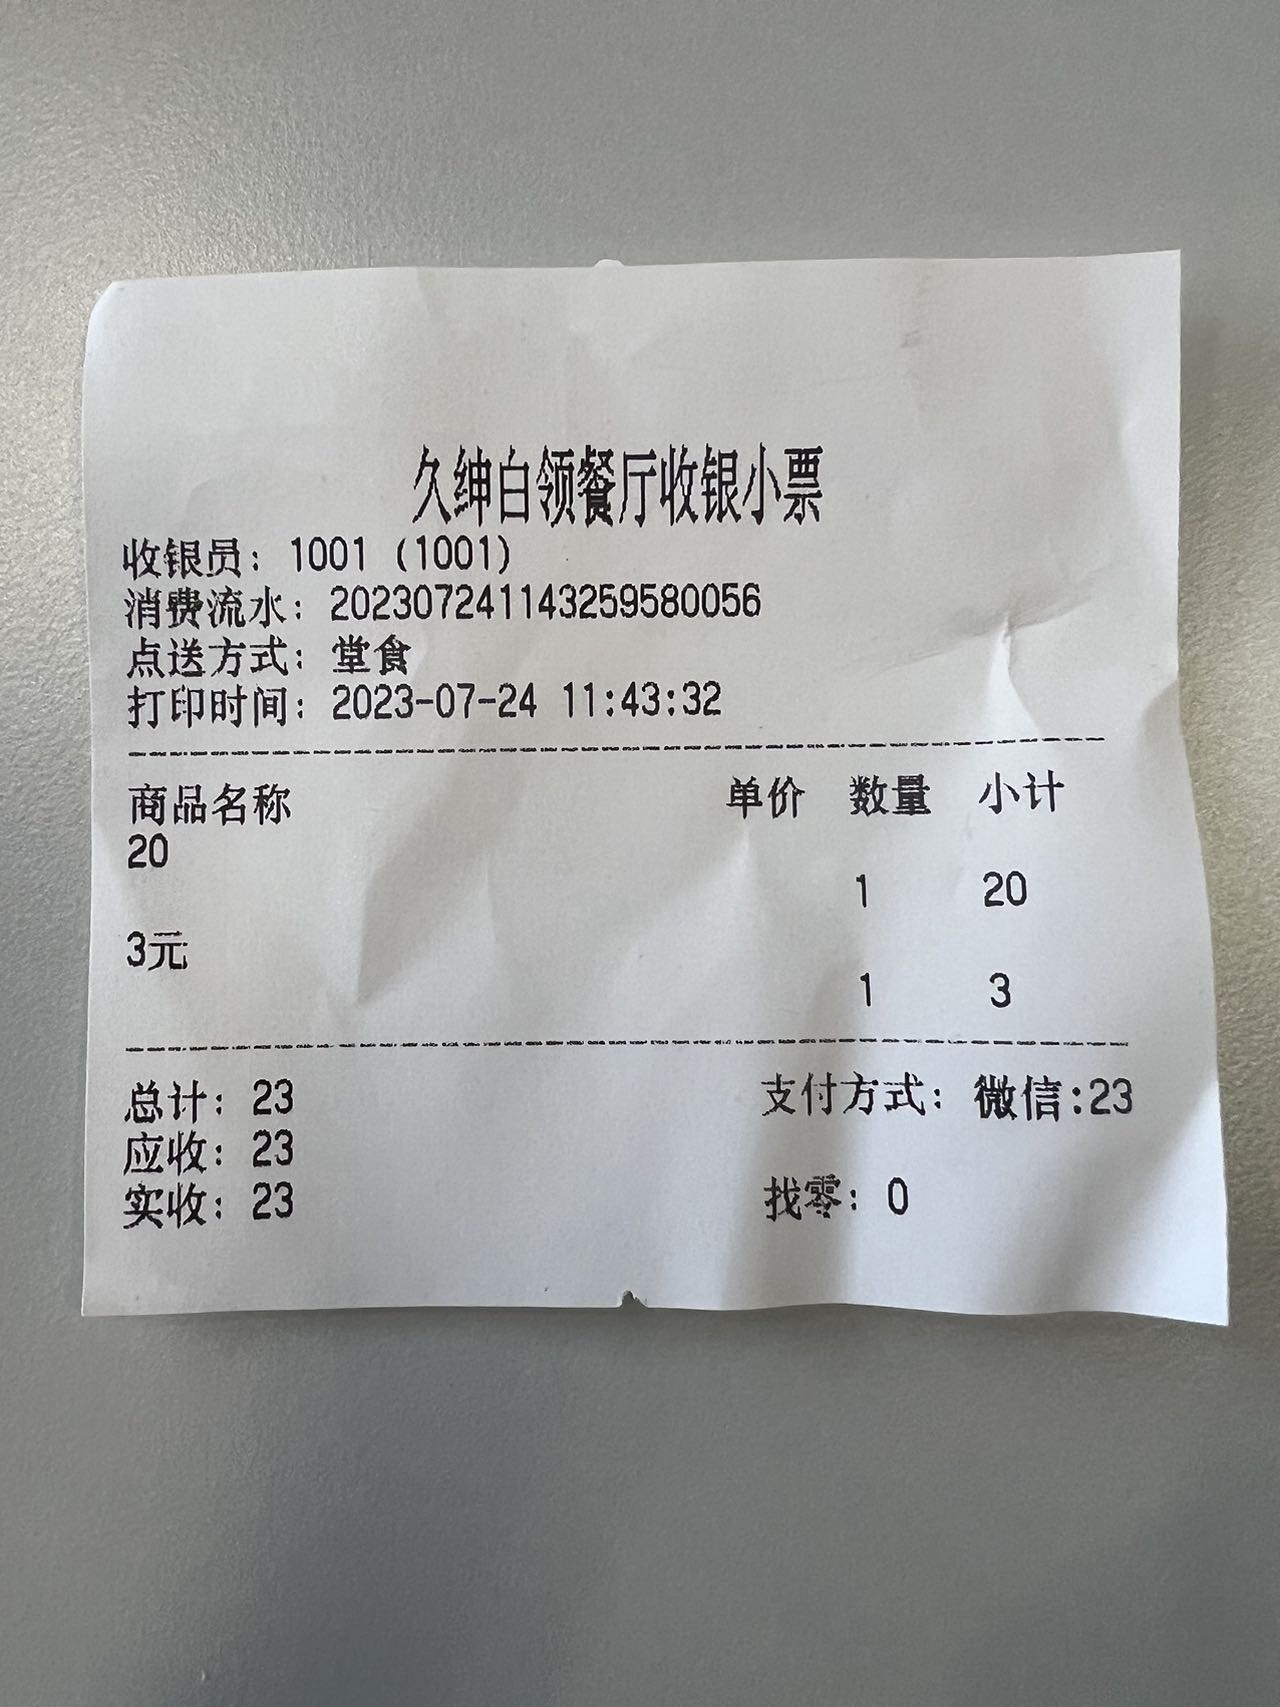 久绅白领餐厅收银小票
收银员：1001 (1001)
消费流水：202307241143259580056
点送方式：堂食
打印时间：2023-07-24 11:43:32
商品名称 单价 数量 小计
20
1 20
3元
1 3
总计：23 支付方式：微信:23
应收：23
实收：23 找零：0